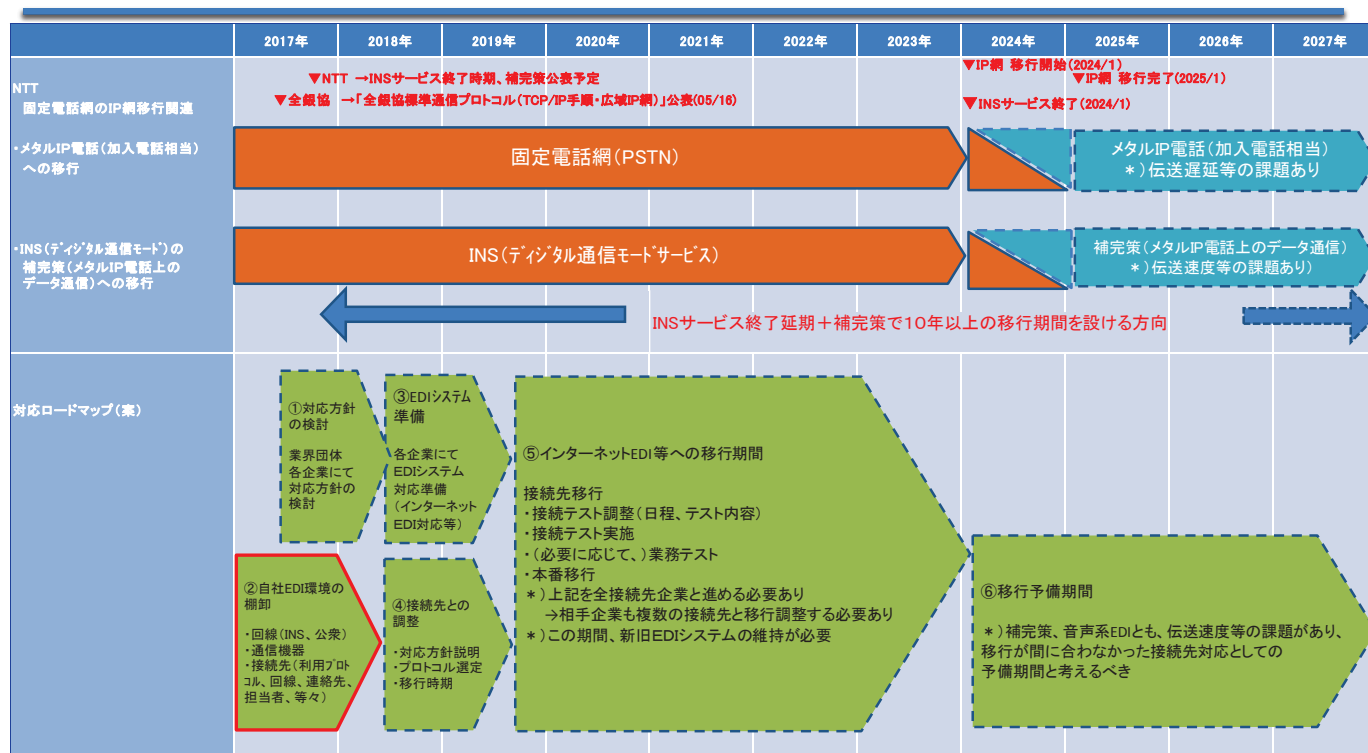 2017年 2018年 2019年 2020年 2021年 2022年 2023年 2024年 2025年 2026年 2027年
NTT
固定電話網のIP網移行関連
▼NTT →INSサービス終了時期、補完策公表予定
▼全銀協 →「全銀協標準通信プロトコル(TCP/IP手順・広域IP網)」公表(05/16)
▼IP網 移行開始(2024/1)
▼IP網 移行完了(2025/1)
▼INSサービス終了(2024/1)
・メタルIP電話(加入電話相当)
への移行
固定電話網(PSTN)
メタルIP電話(加入電話相当)
＊)伝送遅延等の課題あり
・INS(ﾃﾞｨｼﾞﾀﾙ通信ﾓｰﾄﾞ)の
補完策(メタルIP電話上の
データ通信)への移行
INS(ﾃﾞｨｼﾞﾀﾙ通信ﾓｰﾄﾞｻｰﾋﾞｽ)
補完策(メタルIP電話上のデータ通信)
＊)伝送速度等の課題あり)
INSサービス終了延期＋補完策で10年以上の移行期間を設ける方向
対応ロードマップ(案)
①対応方針
の検討
業界団体
各企業にて
対応方針の
検討
②自社EDI環境の
棚卸
・回線(INS、公衆)
・通信機器
・接続先(利用ﾌﾟﾛﾄ
ｺﾙ、回線、連絡先、
担当者、等々)
③EDIｼｽﾃﾑ
準備
各企業にて
EDIシステム
対応準備
(インターネット
EDI対応等)
④接続先との
調整
・対応方針説明
・プロトコル選定
・移行時期
⑤インターネットEDI等への移行期間
接続先移行
・接続テスト調整(日程、テスト内容)
・接続テスト実施
・(必要に応じて、)業務テスト
・本番移行
＊)上記を全接続先企業と進める必要あり
→相手企業も複数の接続先と移行調整する必要あり
＊)この期間、新旧EDIシステムの維持が必要
⑥移行予備期間
＊)補完策、音声系EDIとも、伝送速度等の課題があり、
移行が間に合わなかった接続先対応としての
予備期間と考えるべき